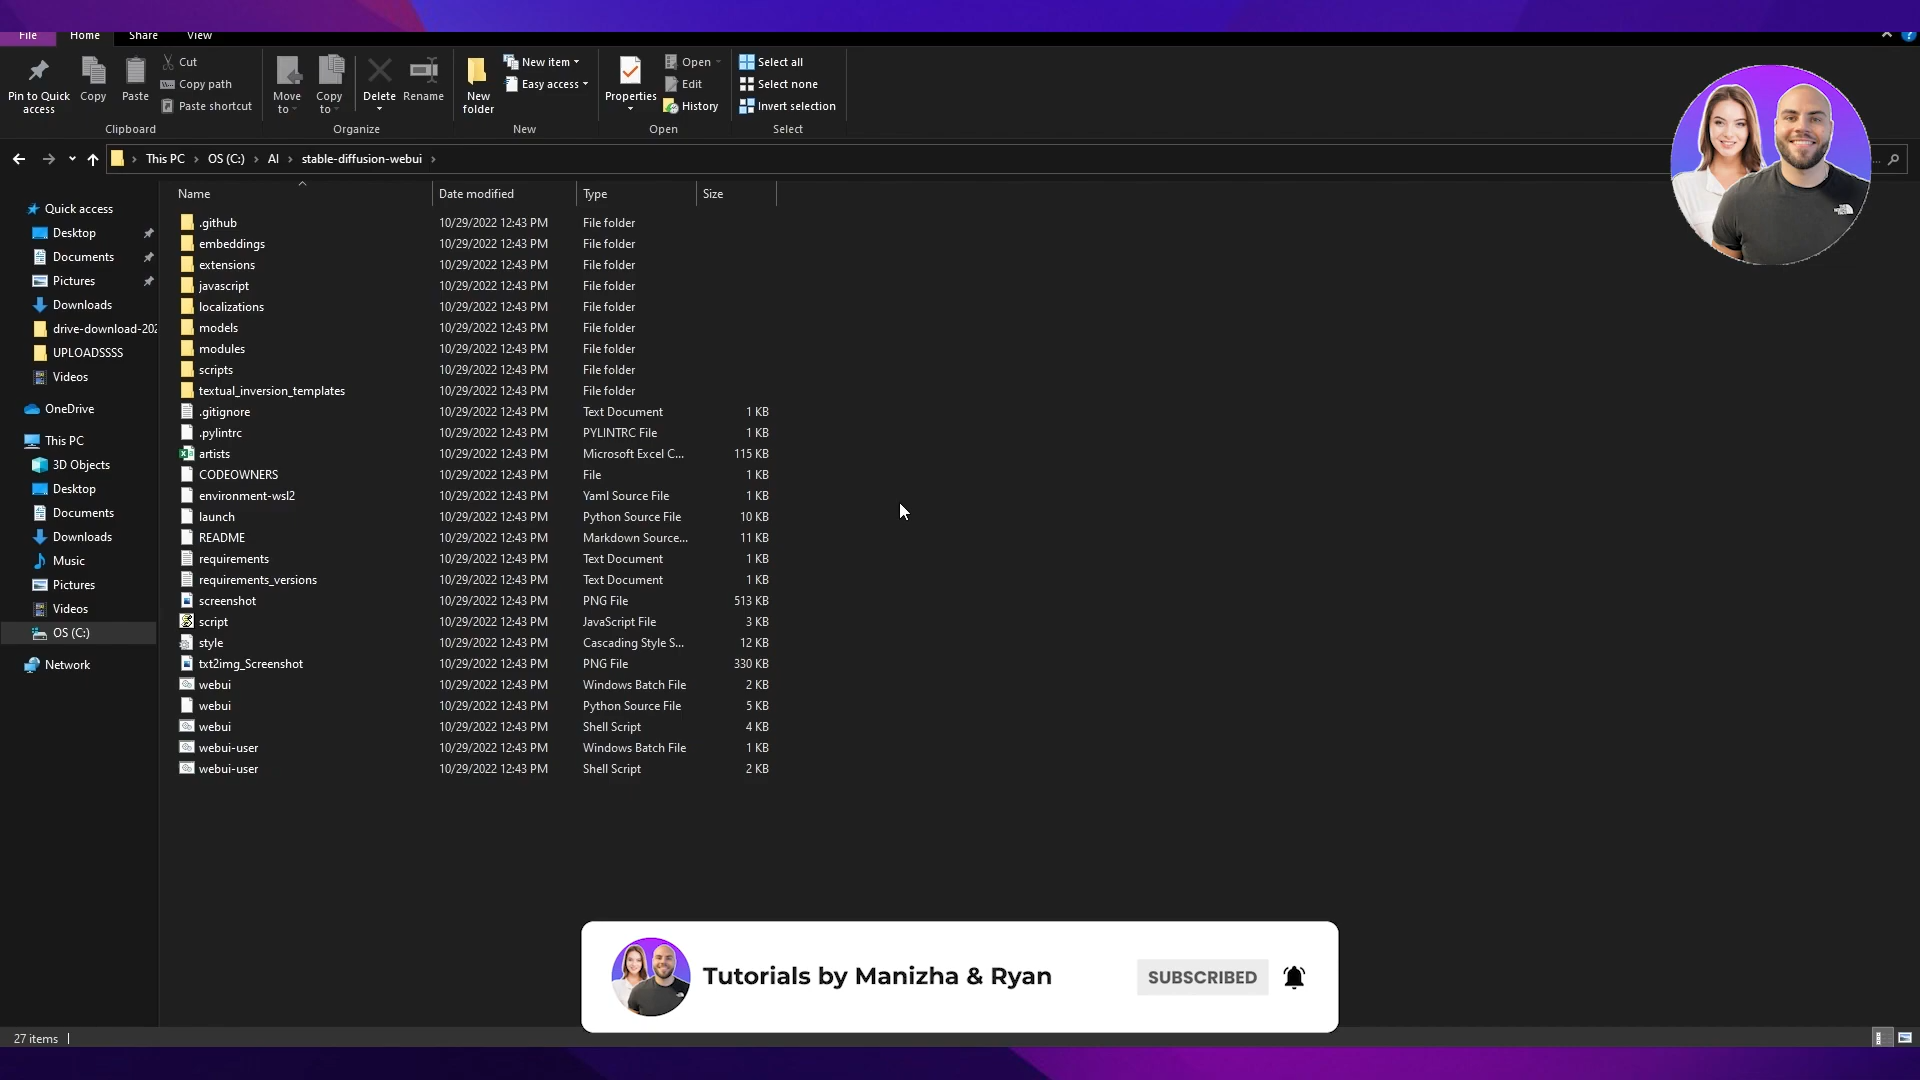 File Home Share View
Pin to Quick access
Copy
Paste
Cut
Copy path
Paste shortcut
Clipboard
Move to
Copy to
Delete
Rename
Organize
New folder
New item
Easy access
New
Properties
Open
Edit
History
Open
Select all
Select none
Invert selection
Select
This PC > OS (C:) > AI > stable-diffusion-webui >
Name Date modified Type Size
Quick access
Desktop
Documents
Pictures
Downloads
drive-download-202
UPLOADSSSS
Videos
OneDrive
This PC
3D Objects
Desktop
Documents
Downloads
Music
Pictures
Videos
OS (C:)
Network
.github 10/29/2022 12:43 PM File folder
embeddings 10/29/2022 12:43 PM File folder
extensions 10/29/2022 12:43 PM File folder
javascript 10/29/2022 12:43 PM File folder
localizations 10/29/2022 12:43 PM File folder
models 10/29/2022 12:43 PM File folder
modules 10/29/2022 12:43 PM File folder
scripts 10/29/2022 12:43 PM File folder
textual_inversion_templates 10/29/2022 12:43 PM File folder
.gitignore 10/29/2022 12:43 PM Text Document 1 KB
.pylintrc 10/29/2022 12:43 PM PYLINTRC File 1 KB
artists 10/29/2022 12:43 PM Microsoft Excel C... 115 KB
CODEOWNERS 10/29/2022 12:43 PM File 1 KB
environment-wsl2 10/29/2022 12:43 PM Yaml Source File 1 KB
launch 10/29/2022 12:43 PM Python Source File 10 KB
README 10/29/2022 12:43 PM Markdown Source... 11 KB
requirements 10/29/2022 12:43 PM Text Document 1 KB
requirements_versions 10/29/2022 12:43 PM Text Document 1 KB
screenshot 10/29/2022 12:43 PM PNG File 513 KB
script 10/29/2022 12:43 PM JavaScript File 3 KB
style 10/29/2022 12:43 PM Cascading Style S... 12 KB
txt2img_Screenshot 10/29/2022 12:43 PM PNG File 330 KB
webui 10/29/2022 12:43 PM Windows Batch File 2 KB
webui 10/29/2022 12:43 PM Python Source File 5 KB
webui 10/29/2022 12:43 PM Shell Script 4 KB
webui-user 10/29/2022 12:43 PM Windows Batch File 1 KB
webui-user 10/29/2022 12:43 PM Shell Script 2 KB
Tutorials by Manizha & Ryan
SUBSCRIBED
27 items